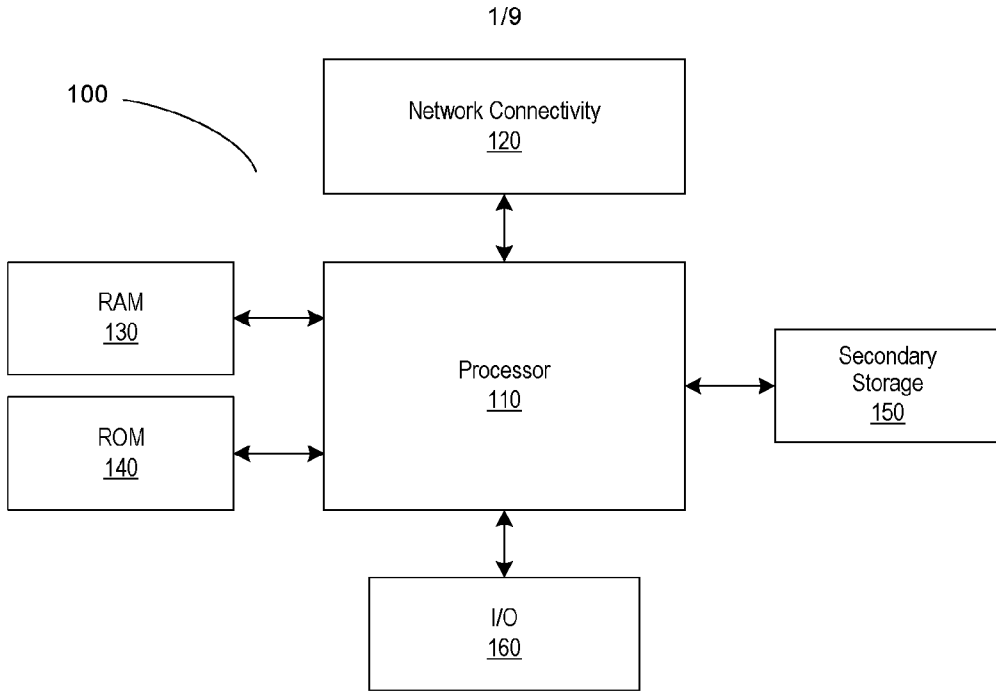 1/9
100
Network Connectivity
120
RAM
130
ROM
140
Processor
110
Secondary
Storage
150
I/O
160